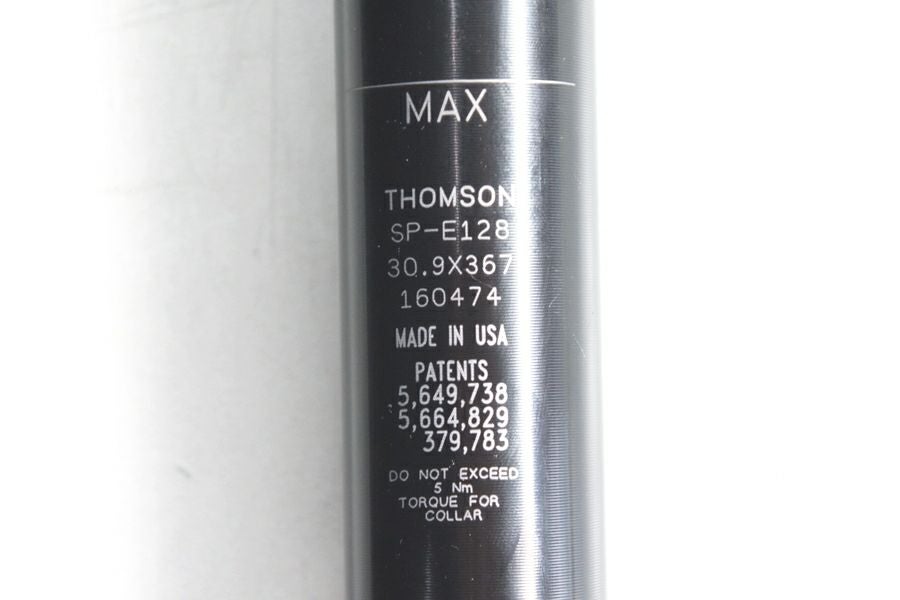 MAX
THOMSON
SP-E128
30.9X367
160474
MADE IN USA
PATENTS
5,649,738
5,664,829
379,783
DO NOT EXCEED
5 Nm
TORQUE FOR
COLLAR